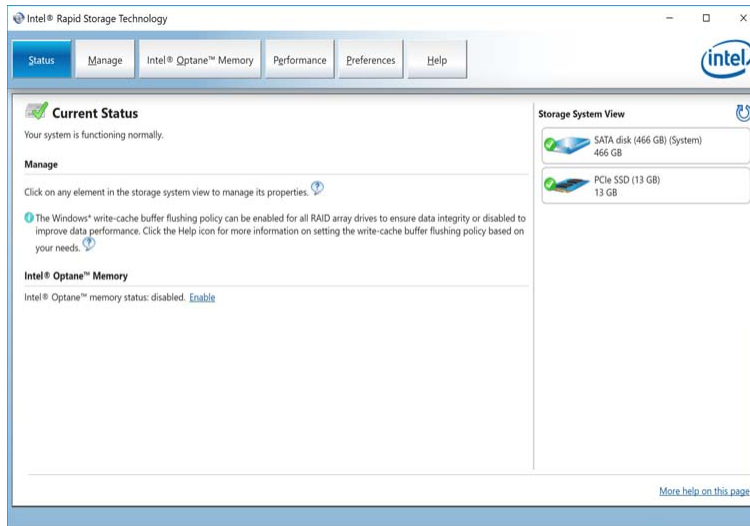 Intel® Rapid Storage Technology
Status
Manage
Intel® Optane™ Memory
Performance
Preferences
Help
intel.
Current Status
Your system is functioning normally.
Manage
Click on any element in the storage system view to manage its properties.
The Windows* write-cache buffer flushing policy can be enabled for all RAID array drives to ensure data integrity or disabled to
improve data performance. Click the Help icon for more information on setting the write-cache buffer flushing policy based on
your needs.
Intel® Optane™ Memory
Intel® Optane™ memory status: disabled. Enable
Storage System View
SATA disk (466 GB) (System)
466 GB
PCIe SSD (13 GB)
13 GB
More help on this page